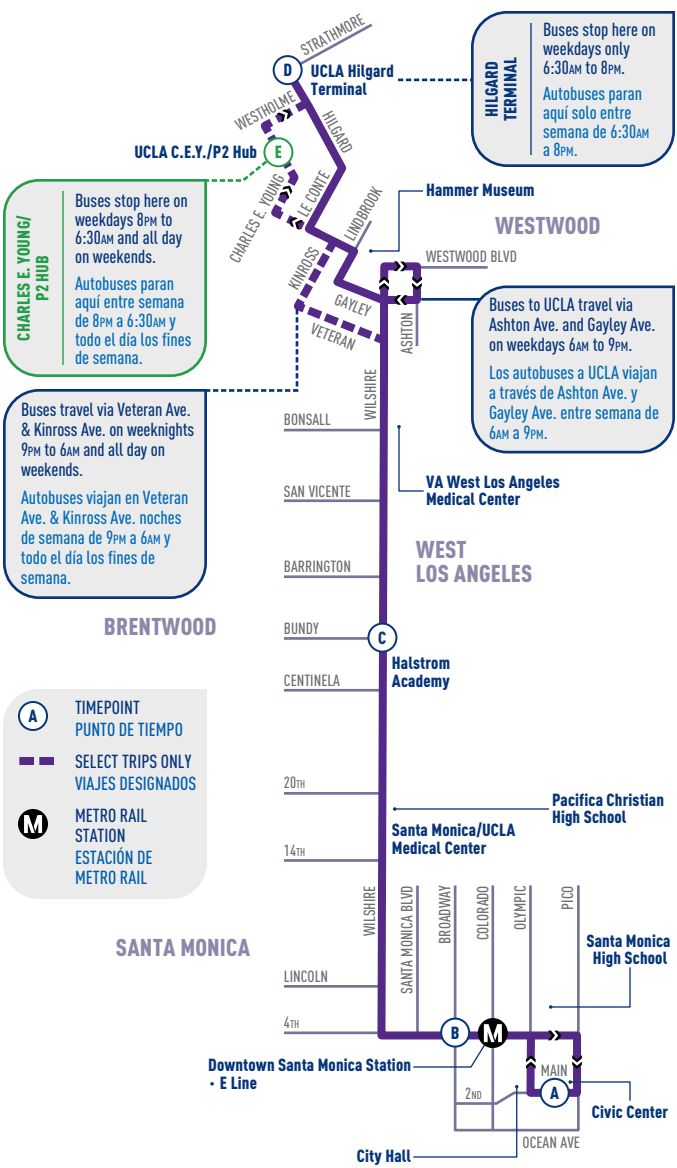 STRATHMORE
D
UCLA Hilgard
Terminal
HILGARD
TERMINAL
Buses stop here on
weekdays only
6:30AM to 8PM.
Autobuses paran
aquí solo entre
semana de 6:30AM
a 8PM.
WESTHOLME
HILGARD
UCLA C.E.Y./P2 Hub
E
CHARLES E. YOUNG
LE CONTE
LINDBROOK
Hammer Museum
WESTWOOD
CHARLES E. YOUNG/
P2 HUB
Buses stop here on
weekdays 8PM to
6:30AM and all day
on weekends.
Autobuses paran
aquí entre semana
de 8PM a 6:30AM y
todo el día los fines
de semana.
KINROSS
GAYLEY
VETERAN
WESTWOOD BLVD
ASHTON
Buses to UCLA travel via
Ashton Ave. and Gayley Ave.
on weekdays 6AM to 9PM.
Los autobuses a UCLA viajan
a través de Ashton Ave. y
Gayley Ave. entre semana de
6AM a 9PM.
Buses travel via Veteran Ave.
& Kinross Ave. on weeknights
9PM to 6AM and all day on
weekends.
Autobuses viajan en Veteran
Ave. & Kinross Ave. noches
de semana de 9PM a 6AM y
todo el día los fines de
semana.
WILSHIRE
BONSALL
VA West Los Angeles
Medical Center
SAN VICENTE
WEST
LOS ANGELES
BARRINGTON
BRENTWOOD
BUNDY
C
Halstrom
Academy
CENTINELA
A
TIMEPOINT
PUNTO DE TIEMPO
SELECT TRIPS ONLY
VIAJES DESIGNADOS
M
METRO RAIL
STATION
ESTACIÓN DE
METRO RAIL
20TH
Pacifica Christian
High School
Santa Monica/UCLA
Medical Center
14TH
WILSHIRE
SANTA MONICA BLVD
BROADWAY
COLORADO
OLYMPIC
PICO
SANTA MONICA
Santa Monica
High School
LINCOLN
4TH
B
M
Downtown Santa Monica Station
• E Line
MAIN
A
2ND
Civic Center
OCEAN AVE
City Hall